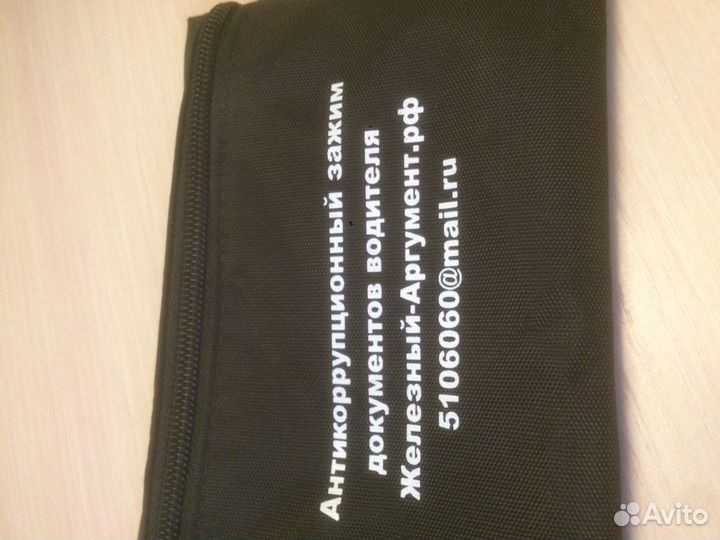 Антикоррупционный зажим
документов водителя
Железный-Аргумент.рф
5106060@mail.ru
Avito